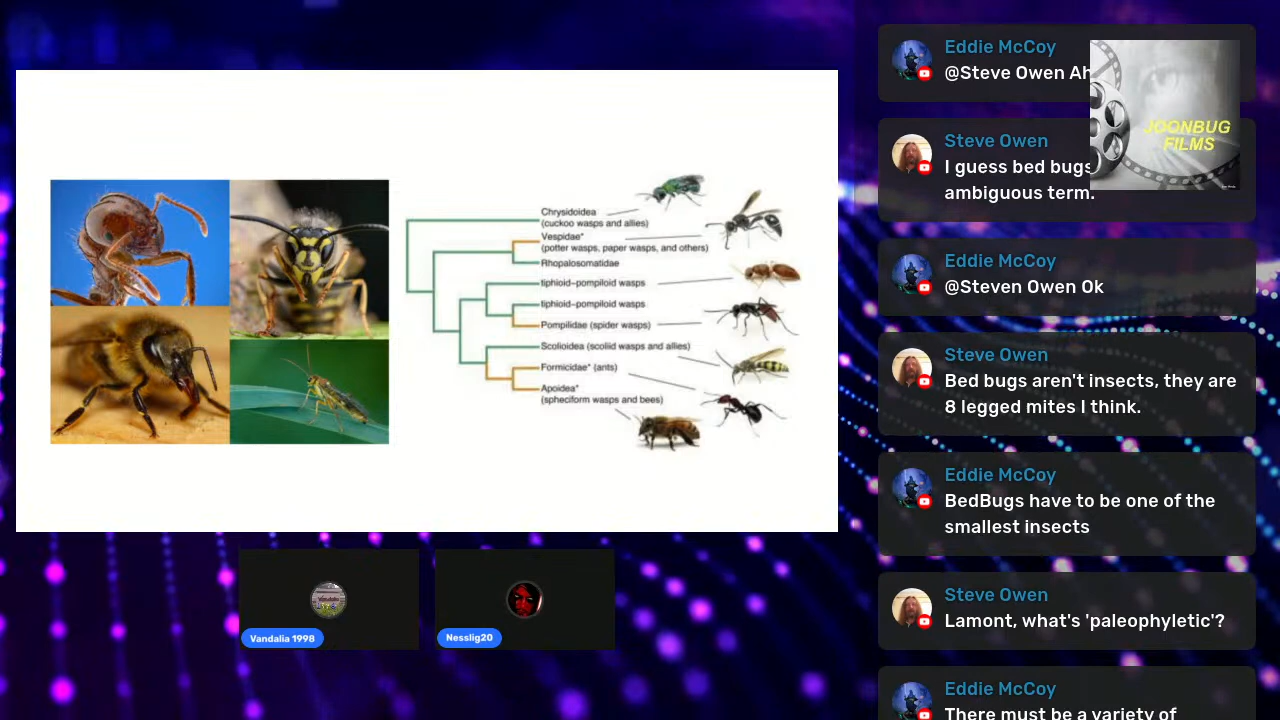 Chrysidoidea
(cuckoo wasps and allies)
Vespidae*
(potter wasps, paper wasps, and others)
Rhopalosomatidae
tiphioid-pompiloid wasps
tiphioid-pompiloid wasps
Pompilidae (spider wasps)
Scolioidea (scoliid wasps and allies)
Formicidae* (ants)
Apoidea*
(spheciform wasps and bees)
Vandalia 1998
Nesslig20
Eddie McCoy
@Steve Owen Ah
JOONBUG
FILMS
Steve Owen
I guess bed bugs
ambiguous term.
Eddie McCoy
@Steven Owen Ok
Steve Owen
Bed bugs aren't insects, they are
8 legged mites I think.
Eddie McCoy
BedBugs have to be one of the
smallest insects
Steve Owen
Lamont, what's 'paleophyletic'?
Eddie McCoy
There must be a variety of